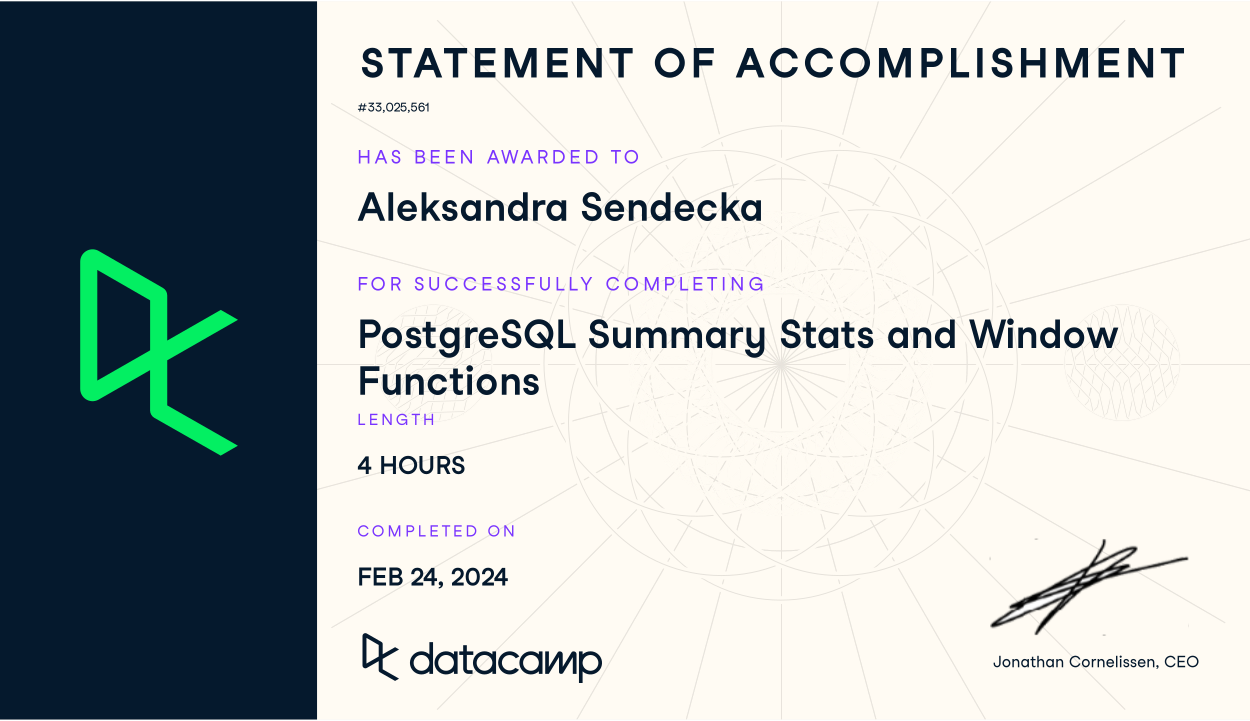 STATEMENT OF ACCOMPLISHMENT
#33,025,561
HAS BEEN AWARDED TO
Aleksandra Sendecka
FOR SUCCESSFULLY COMPLETING
PostgreSQL Summary Stats and Window
Functions
LENGTH
4 HOURS
COMPLETED ON
FEB 24, 2024
datacamp
Jonathan Cornelissen, CEO